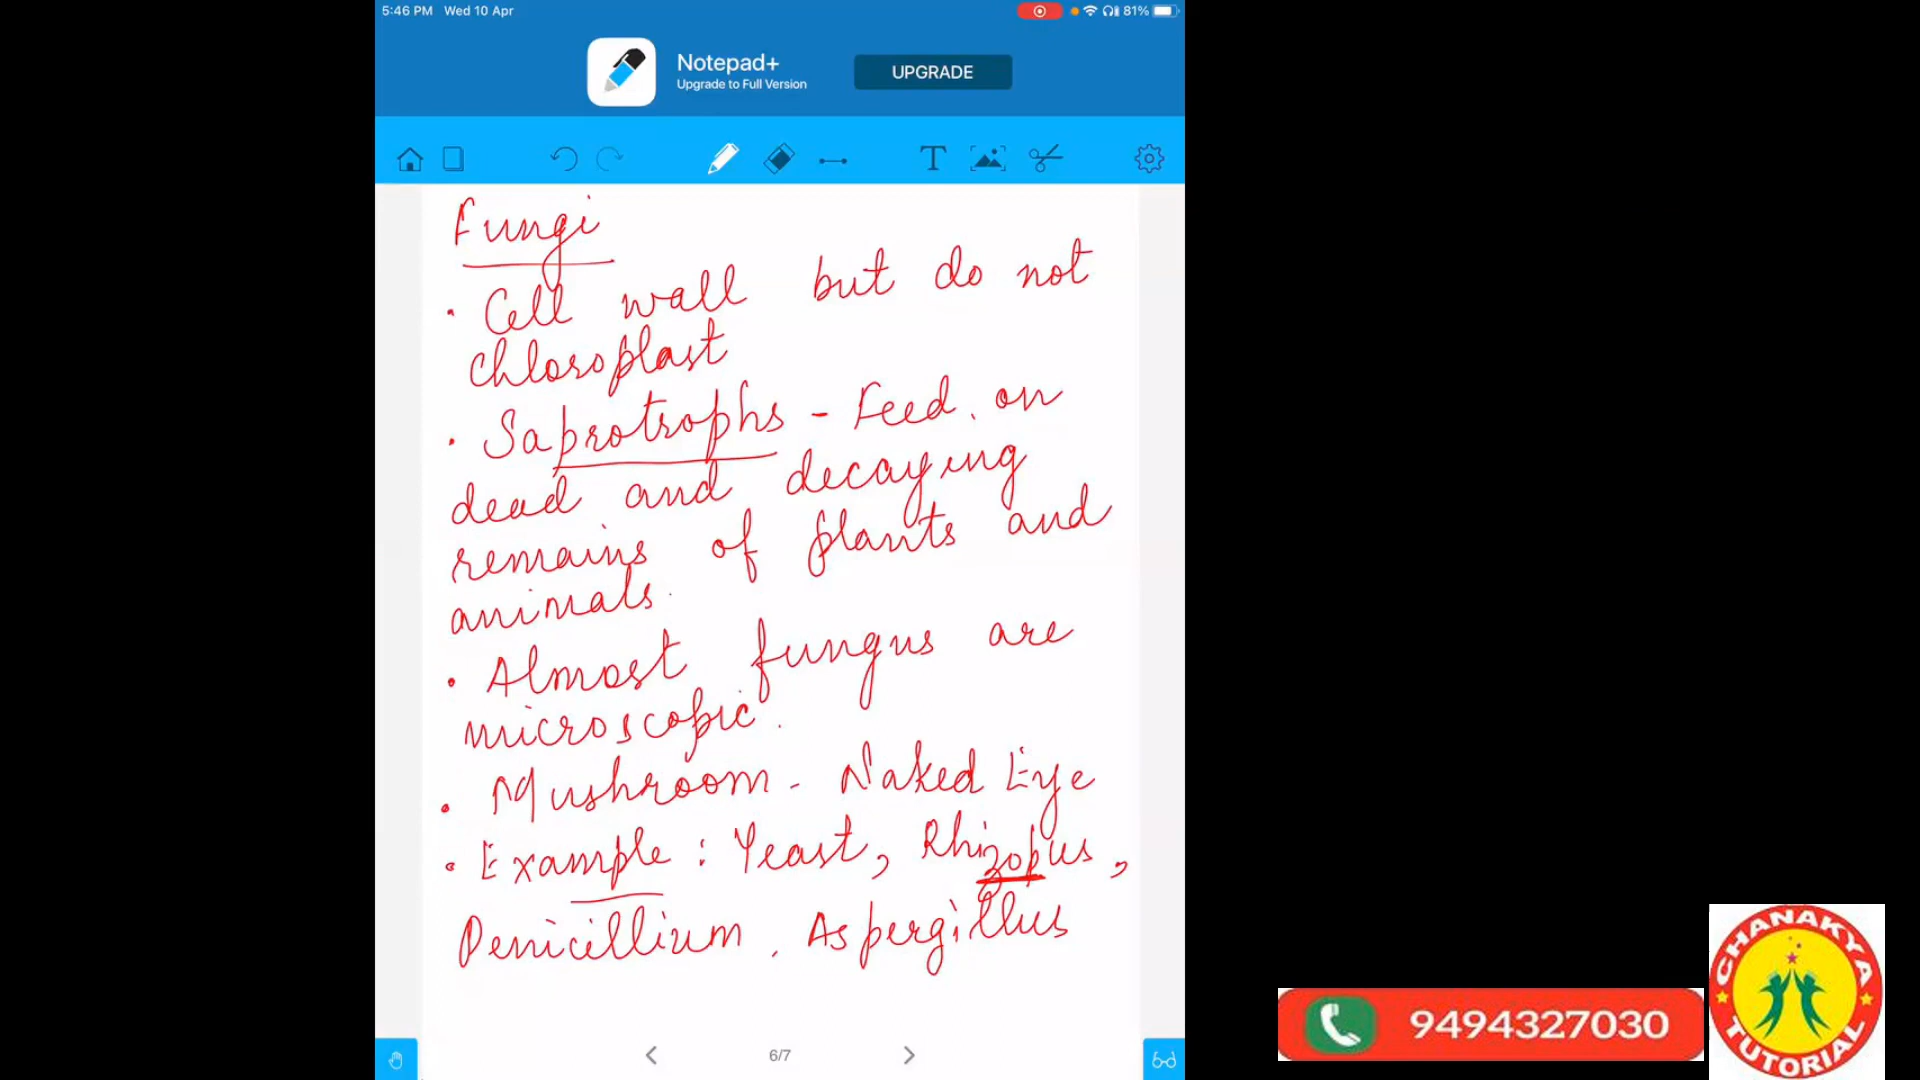 5:46 PM Wed 10 Apr
81%
Notepad+
Upgrade to Full Version
UPGRADE
T
Fungi
• Cell wall but do not
chloroplast
• Saprotrophs - Feed on
dead and decaying
remains of plants and
animals.
• Almost fungus are
microscopic.
• Mushroom - Naked Eye
• Example : Yeast, Rhizopus,
Penicillium, Aspergillus
6/7
9494327030
CHANAKYA
TUTORIAL